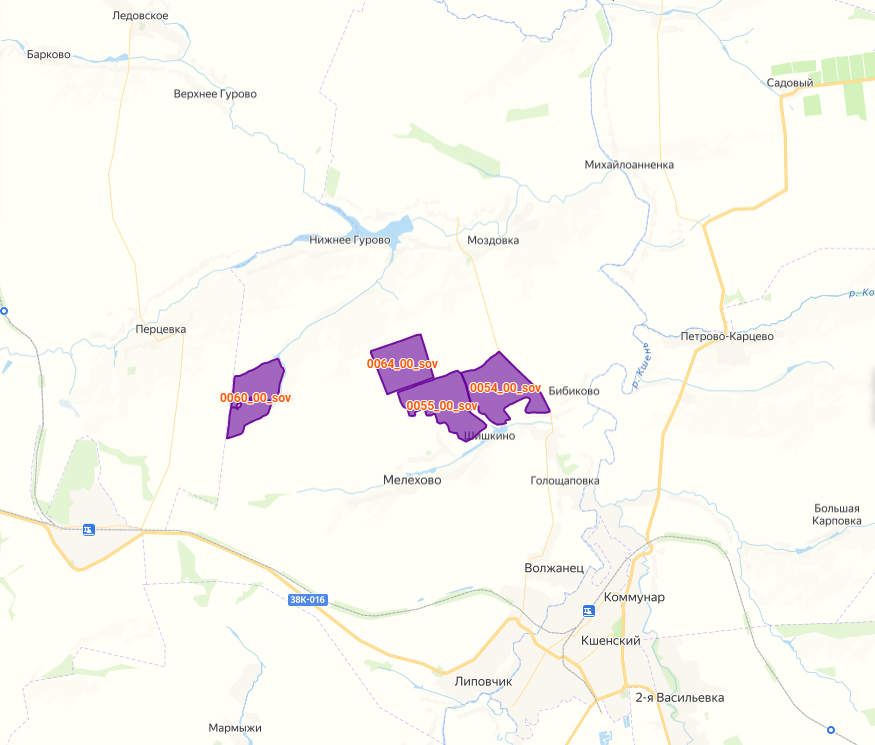 Ледовское
Барково
Верхнее Гурово
Садовый
Михайлоанненка
Нижнее Гурово
Моздовка
р. Ко
Перцевка
Петрово-Карцево
р. Кшень
0064_00_sov
0060_00_sov
0055_00_sov
0054_00_sov
Бибиково
Шишкино
Мелехово
Голощаповка
Большая
Карповка
Волжанец
38К-016
Коммунар
Кшенский
Липовчик
2-я Васильевка
Мармыжи